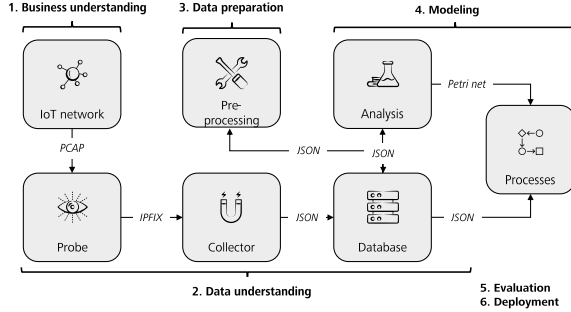 1. Business understanding
3. Data preparation
4. Modeling
IoT network
Pre-
processing
Analysis
Petri net
PCAP
JSON
JSON
Processes
Probe
IPFIX
Collector
JSON
Database
JSON
2. Data understanding
5. Evaluation
6. Deployment